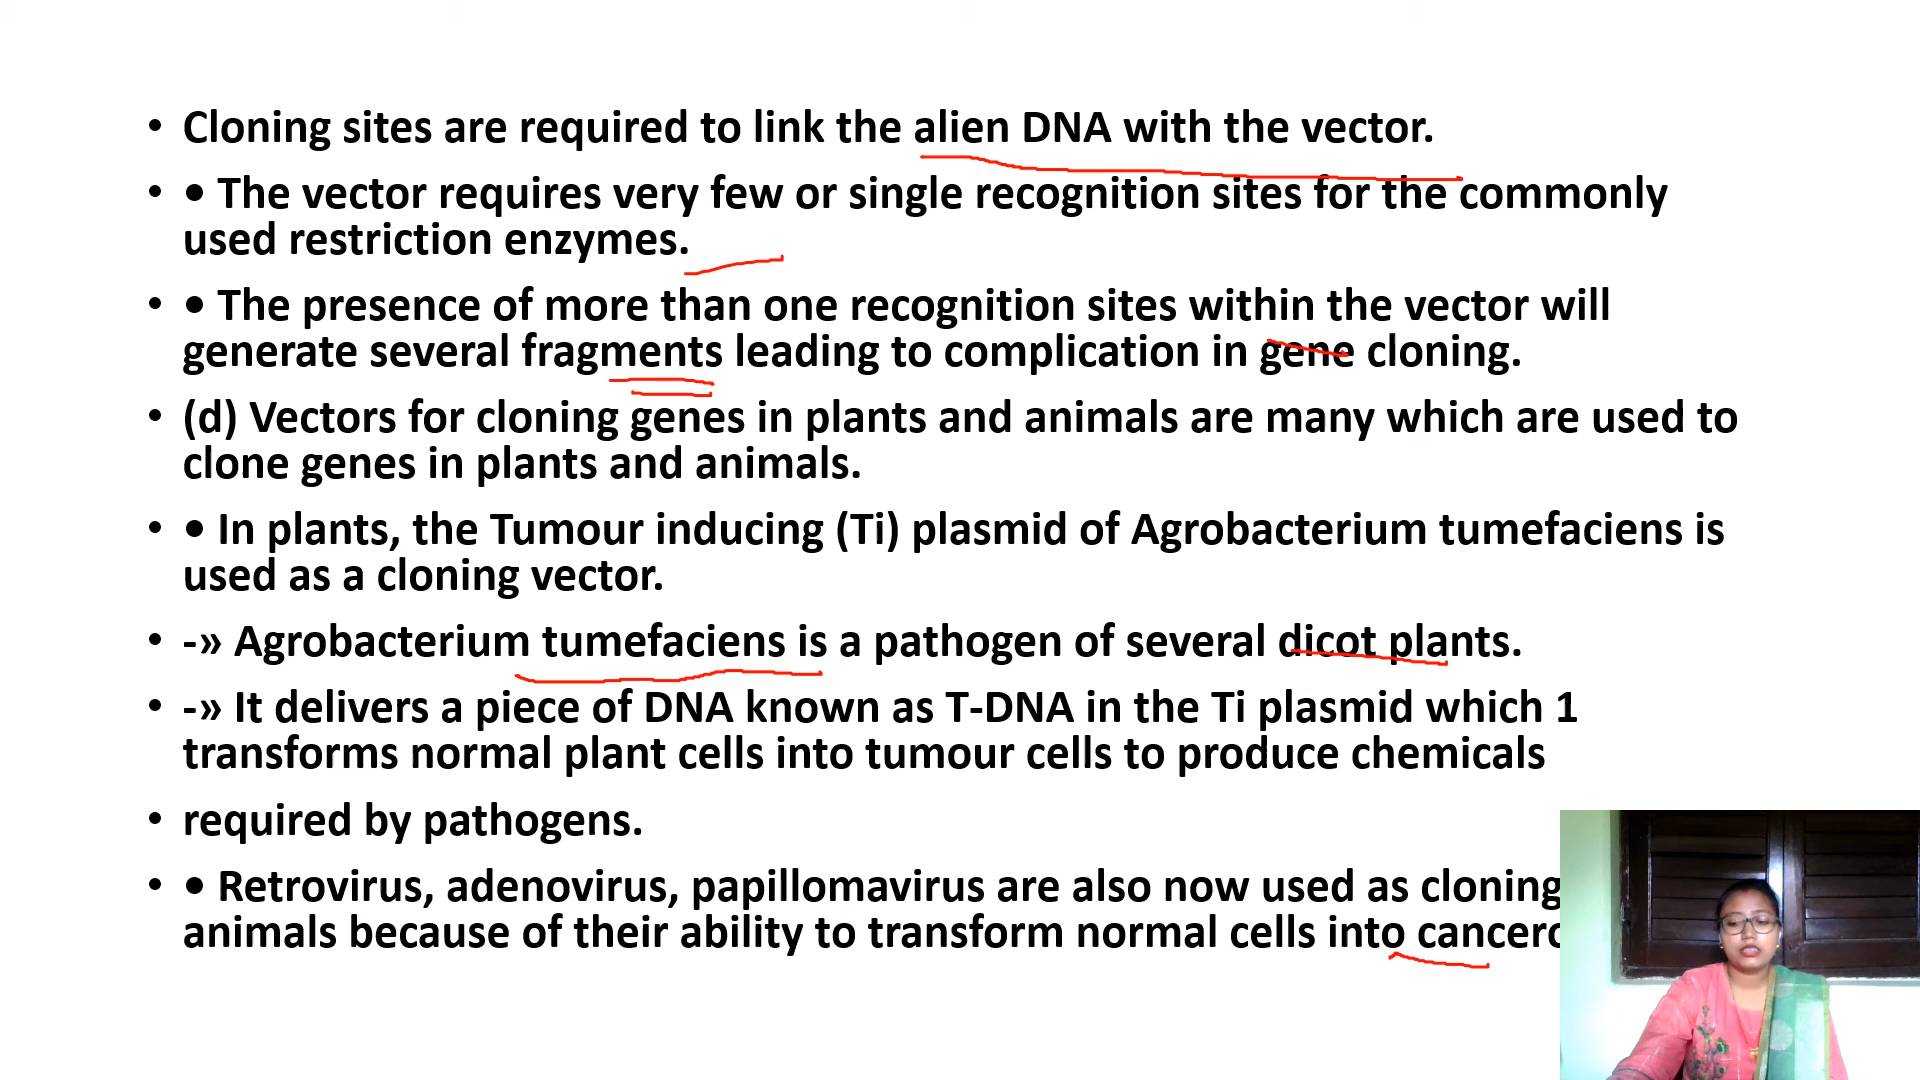 • Cloning sites are required to link the alien DNA with the vector.
• • The vector requires very few or single recognition sites for the commonly
used restriction enzymes.
• • The presence of more than one recognition sites within the vector will
generate several fragments leading to complication in gene cloning.
• (d) Vectors for cloning genes in plants and animals are many which are used to
clone genes in plants and animals.
• • In plants, the Tumour inducing (Ti) plasmid of Agrobacterium tumefaciens is
used as a cloning vector.
• -» Agrobacterium tumefaciens is a pathogen of several dicot plants.
• -» It delivers a piece of DNA known as T-DNA in the Ti plasmid which 1
transforms normal plant cells into tumour cells to produce chemicals
• required by pathogens.
• • Retrovirus, adenovirus, papillomavirus are also now used as cloning
animals because of their ability to transform normal cells into